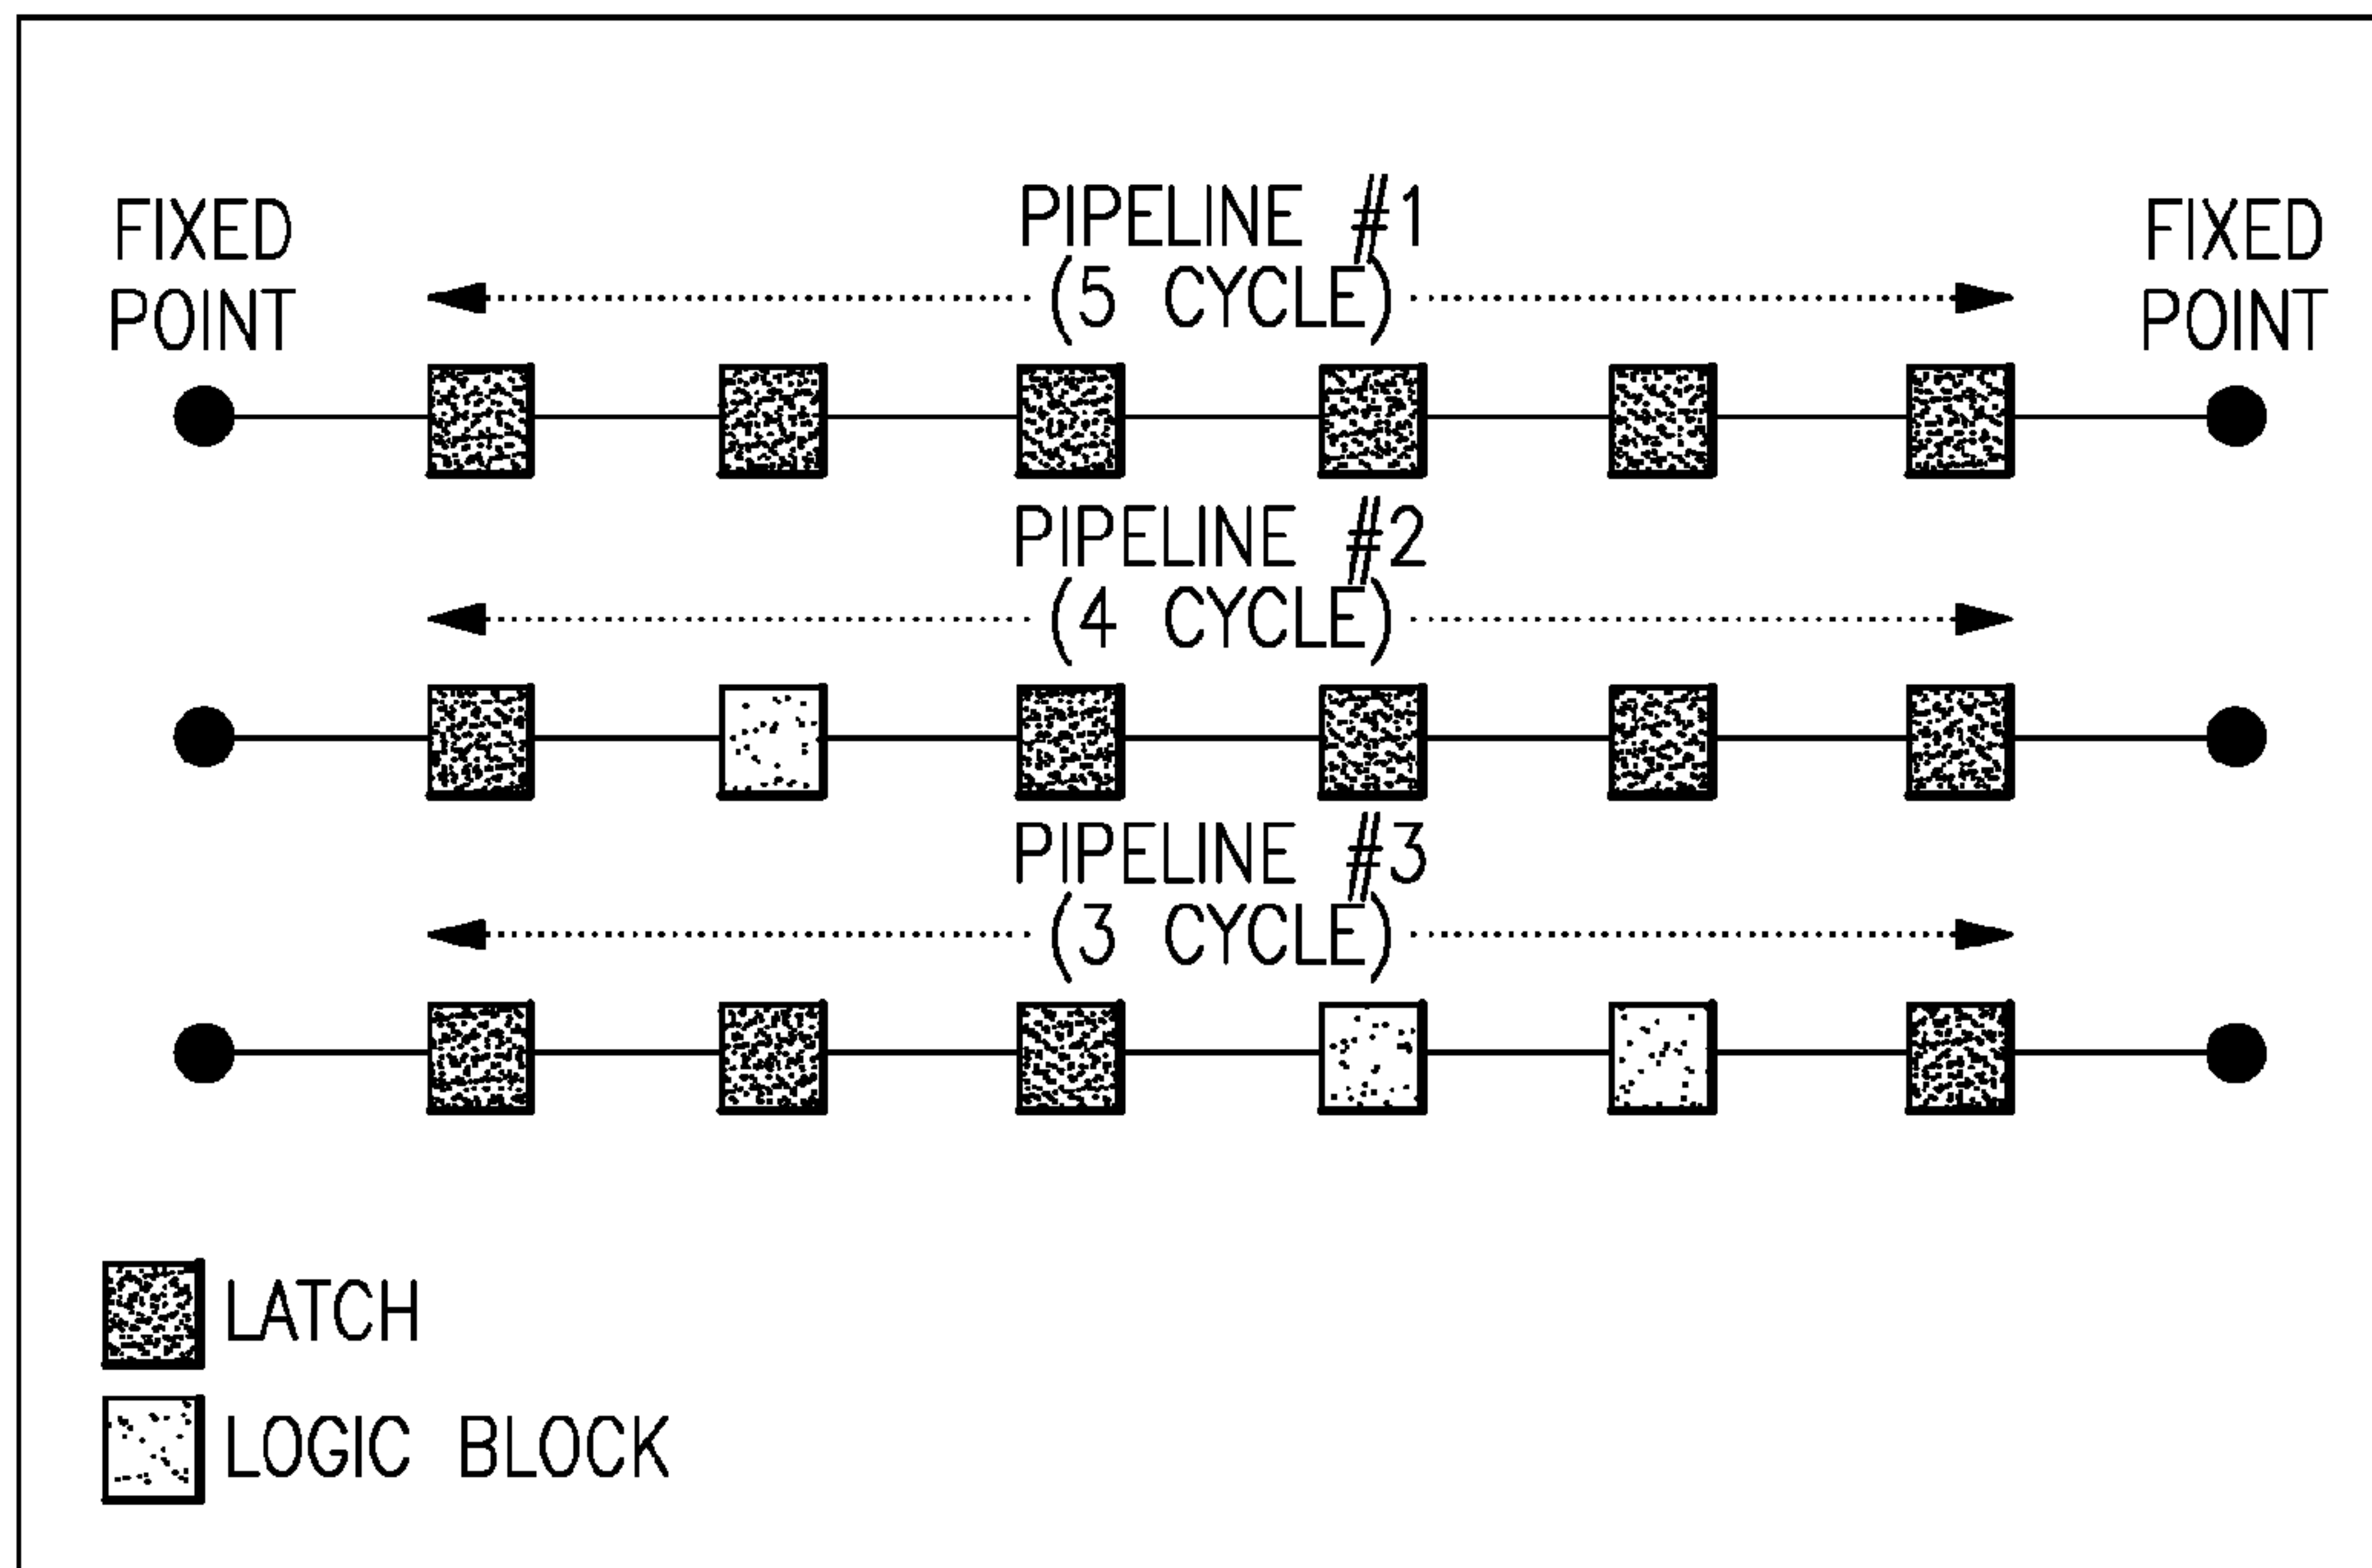 FIXED
POINT
PIPELINE #1
(5 CYCLE)
FIXED
POINT
PIPELINE #2
(4 CYCLE)
PIPELINE #3
(3 CYCLE)
LATCH
LOGIC BLOCK